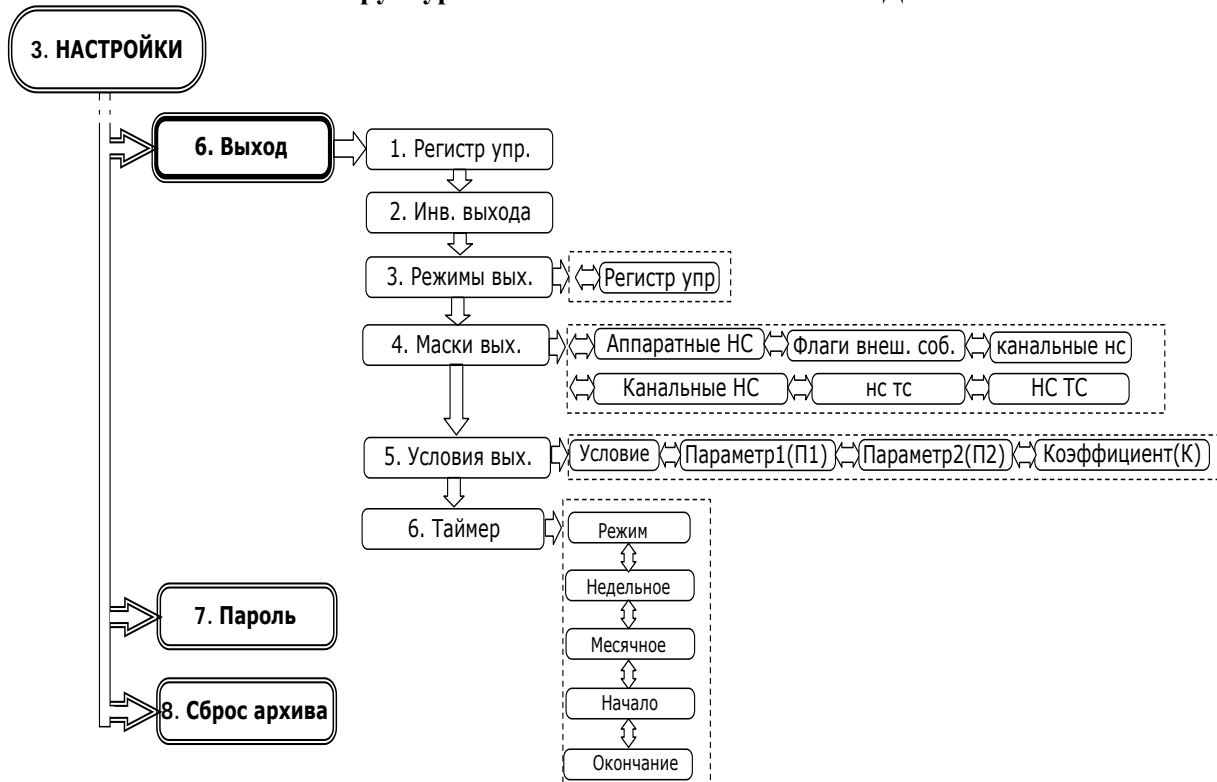 3. НАСТРОЙКИ
6. Выход
1. Регистр упр.
2. Инв. выхода
3. Режимы вых.
Регистр упр
4. Маски вых.
Аппаратные НС
Флаги внеш. соб.
канальные нс
Канальные НС
нс тс
НС ТС
5. Условия вых.
Условие
Параметр1(П1)
Параметр2(П2)
Коэффициент(К)
6. Таймер
Режим
Недельное
Месячное
Начало
Окончание
7. Пароль
8. Сброс архива